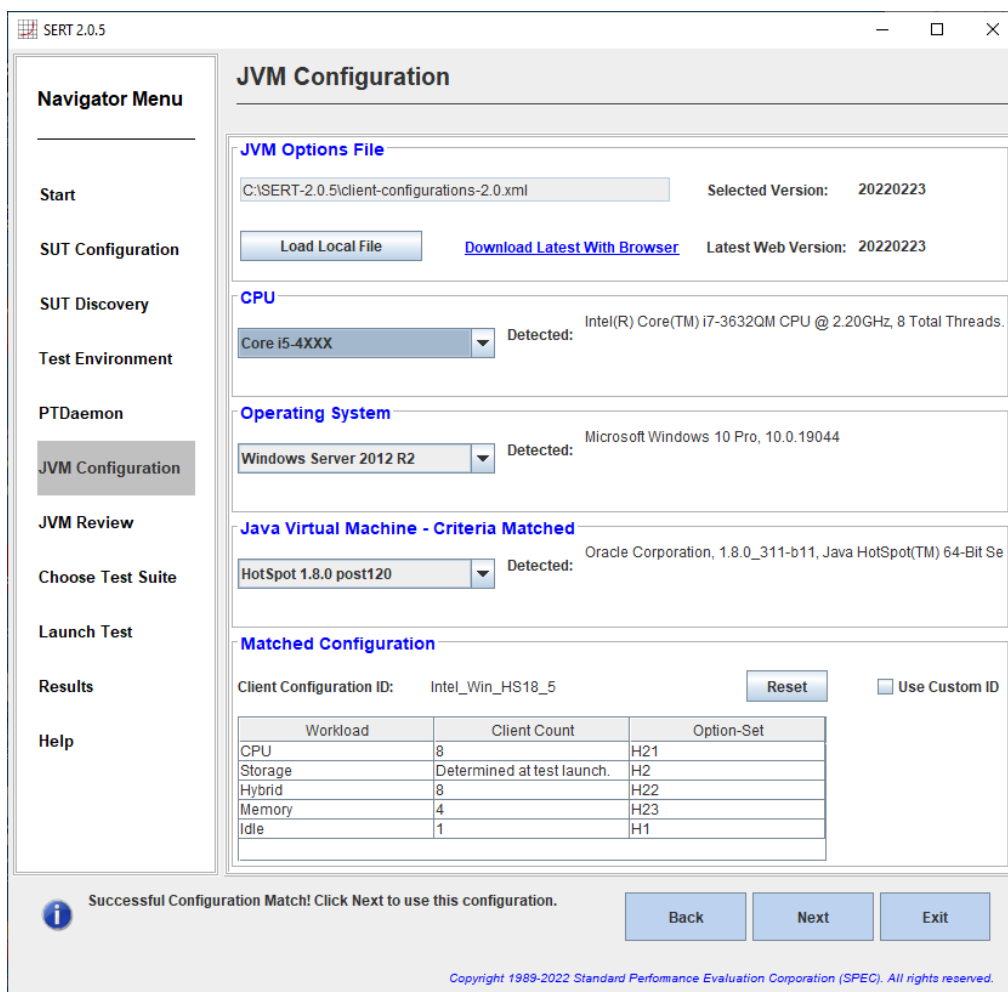 SERT 2.0.5
Navigator Menu
Start
SUT Configuration
SUT Discovery
Test Environment
PTDaemon
JVM Configuration
JVM Review
Choose Test Suite
Launch Test
Results
Help
JVM Configuration
JVM Options File
C:\SERT-2.0.5\client-configurations-2.0.xml
Selected Version: 20220223
Load Local File
Download Latest With Browser
Latest Web Version: 20220223
CPU
Core i5-4XXX
Detected:
Intel(R) Core(TM) i7-3632QM CPU @ 2.20GHz, 8 Total Threads.
Operating System
Windows Server 2012 R2
Detected:
Microsoft Windows 10 Pro, 10.0.19044
Java Virtual Machine - Criteria Matched
HotSpot 1.8.0 post120
Detected:
Oracle Corporation, 1.8.0_311-b11, Java HotSpot(TM) 64-Bit Se
Matched Configuration
Client Configuration ID: Intel_Win_HS18_5
Reset
Use Custom ID
Workload Client Count Option-Set
CPU 8 H21
Storage Determined at test launch. H2
Hybrid 8 H22
Memory 4 H23
Idle 1 H1
Successful Configuration Match! Click Next to use this configuration.
Back
Next
Exit
Copyright 1989-2022 Standard Perfomance Evaluation Corporation (SPEC). All rights reserved.